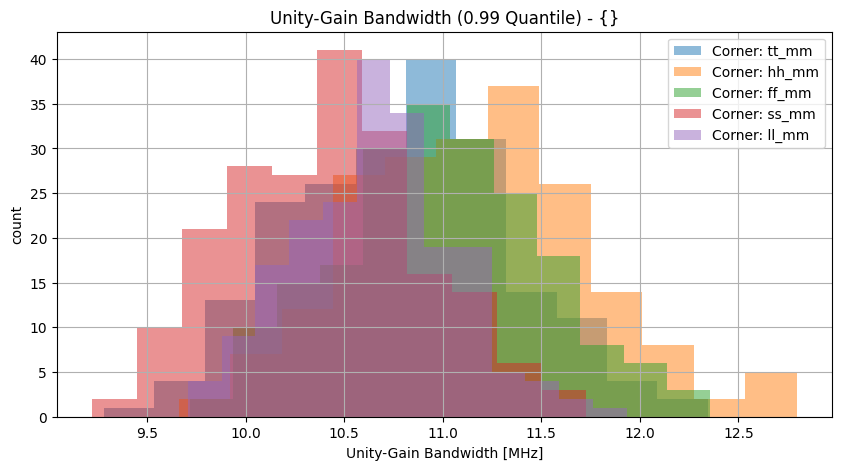 Unity-Gain Bandwidth (0.99 Quantile) - {}
Corner: tt_mm
Corner: hh_mm
Corner: ff_mm
Corner: ss_mm
Corner: ll_mm
count
40
35
30
25
20
15
10
5
0
9.5 10.0 10.5 11.0 11.5 12.0 12.5
Unity-Gain Bandwidth [MHz]